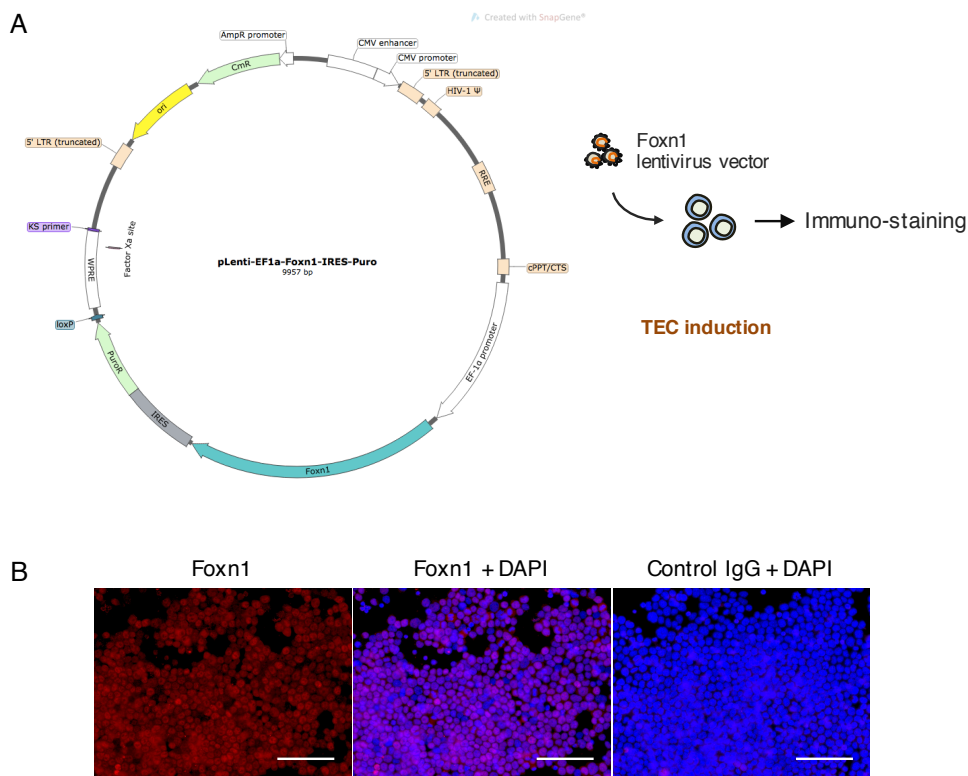 A
Created with SnapGene®
AmpR promoter
CMV enhancer
CMV promoter
CmR
5' LTR (truncated)
HIV-1 Ψ
ori
5' LTR (truncated)
RRE
KS primer
Factor Xa site
WPRE
pLenti-EF1a-Foxn1-IRES-Puro
9957 bp
cPPT/CTS
loxP
PuroR
EF-1α promoter
IRES
Foxn1
Foxn1
lentivirus vector
Immuno-staining
TEC induction
B
Foxn1
Foxn1 + DAPI
Control IgG + DAPI